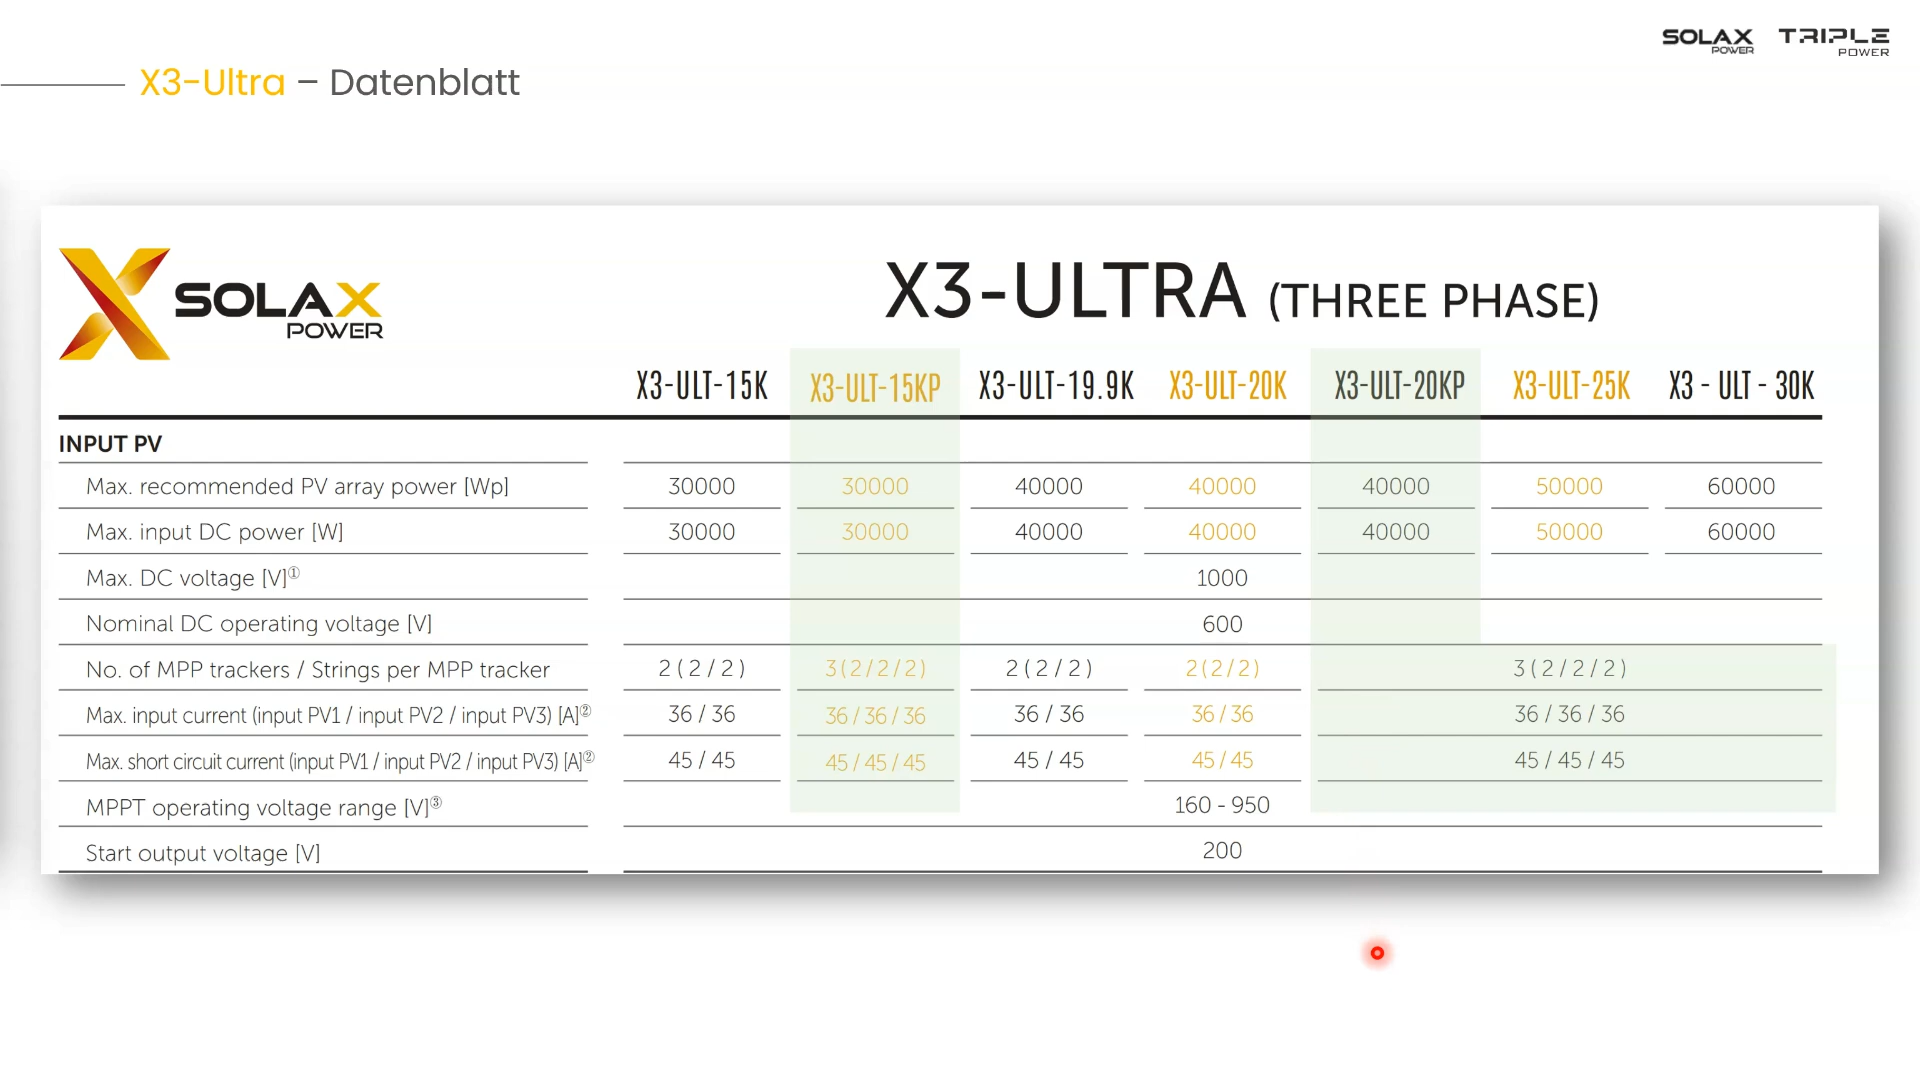 SOLAX POWER TRIPLE POWER
X3-Ultra – Datenblatt
SOLAX POWER
X3-ULTRA (THREE PHASE)
X3-ULT-15K X3-ULT-15KP X3-ULT-19.9K X3-ULT-20K X3-ULT-20KP X3-ULT-25K X3 - ULT - 30K
INPUT PV
Max. recommended PV array power [Wp] 30000 30000 40000 40000 40000 50000 60000
Max. input DC power [W] 30000 30000 40000 40000 40000 50000 60000
Max. DC voltage [V]① 1000
Nominal DC operating voltage [V] 600
No. of MPP trackers / Strings per MPP tracker 2 ( 2 / 2 ) 3 ( 2 / 2 / 2 ) 2 ( 2 / 2 ) 2 ( 2 / 2 ) 3 ( 2 / 2 / 2 )
Max. input current (input PV1 / input PV2 / input PV3) [A]② 36 / 36 36 / 36 / 36 36 / 36 36 / 36 36 / 36 / 36
Max. short circuit current (input PV1 / input PV2 / input PV3) [A]② 45 / 45 45 / 45 / 45 45 / 45 45 / 45 45 / 45 / 45
MPPT operating voltage range [V]③ 160 - 950
Start output voltage [V] 200